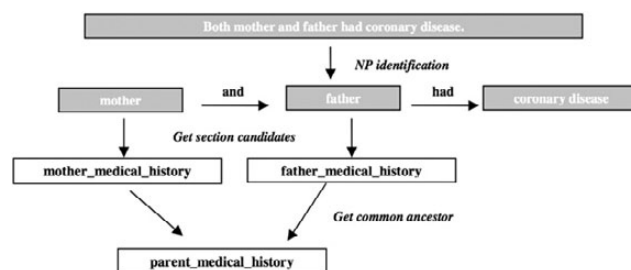 Both mother and father had coronary disease.
NP identification
mother and father had coronary disease
Get section candidates
mother_medical_history father_medical_history
Get common ancestor
parent_medical_history